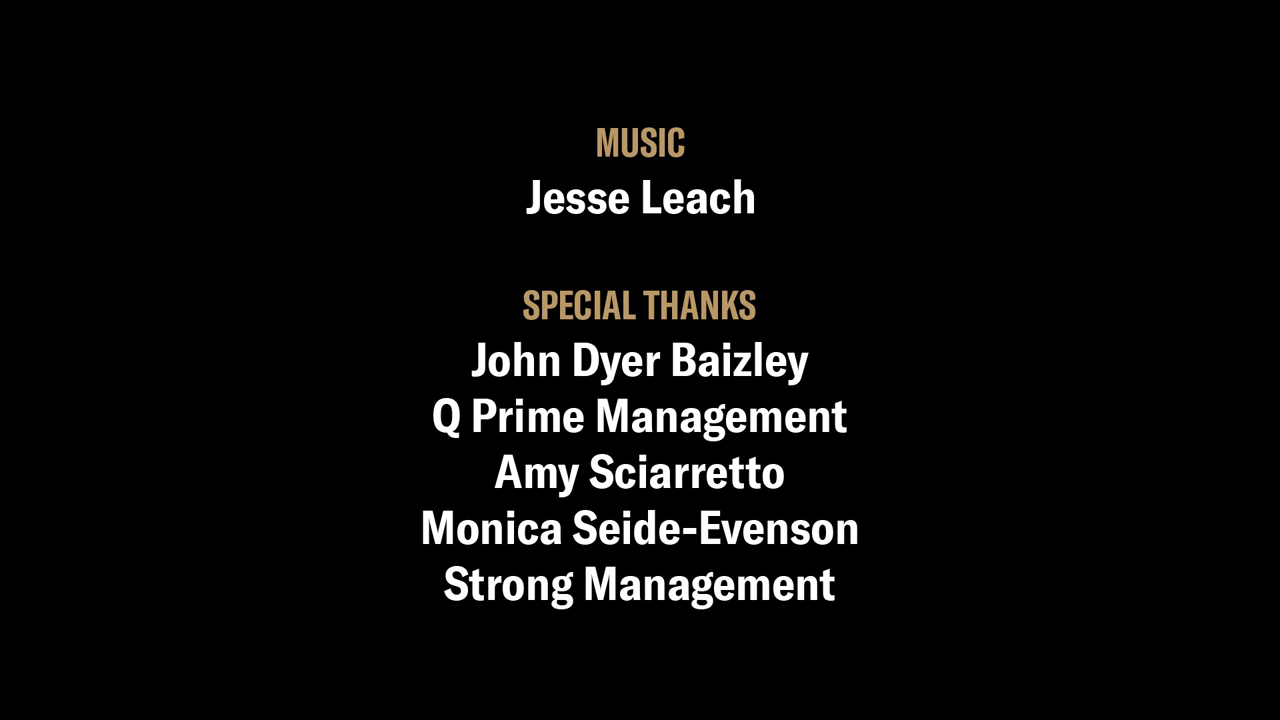 MUSIC
Jesse Leach
SPECIAL THANKS
John Dyer Baizley
Q Prime Management
Amy Sciarretto
Monica Seide-Evenson
Strong Management